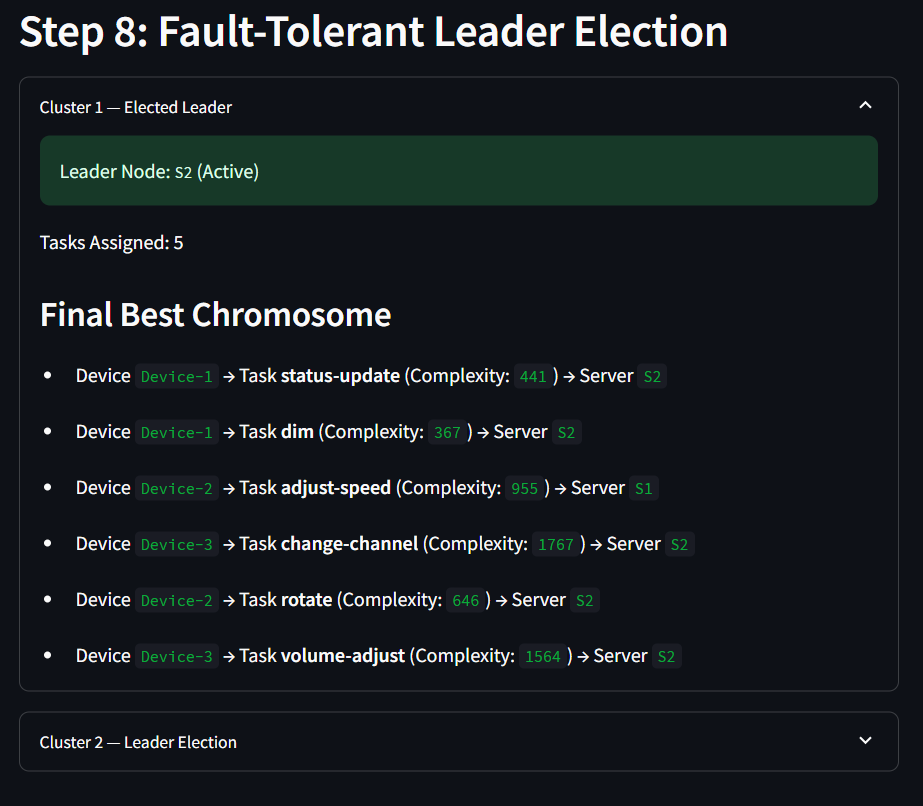 Step 8: Fault-Tolerant Leader Election
Cluster 1 — Elected Leader
Leader Node: S2 (Active)
Tasks Assigned: 5
Final Best Chromosome
• Device Device-1 → Task status-update (Complexity: 441 ) → Server S2
• Device Device-1 → Task dim (Complexity: 367 ) → Server S2
• Device Device-2 → Task adjust-speed (Complexity: 955 ) → Server S1
• Device Device-3 → Task change-channel (Complexity: 1767 ) → Server S2
• Device Device-2 → Task rotate (Complexity: 646 ) → Server S2
• Device Device-3 → Task volume-adjust (Complexity: 1564 ) → Server S2
Cluster 2 — Leader Election